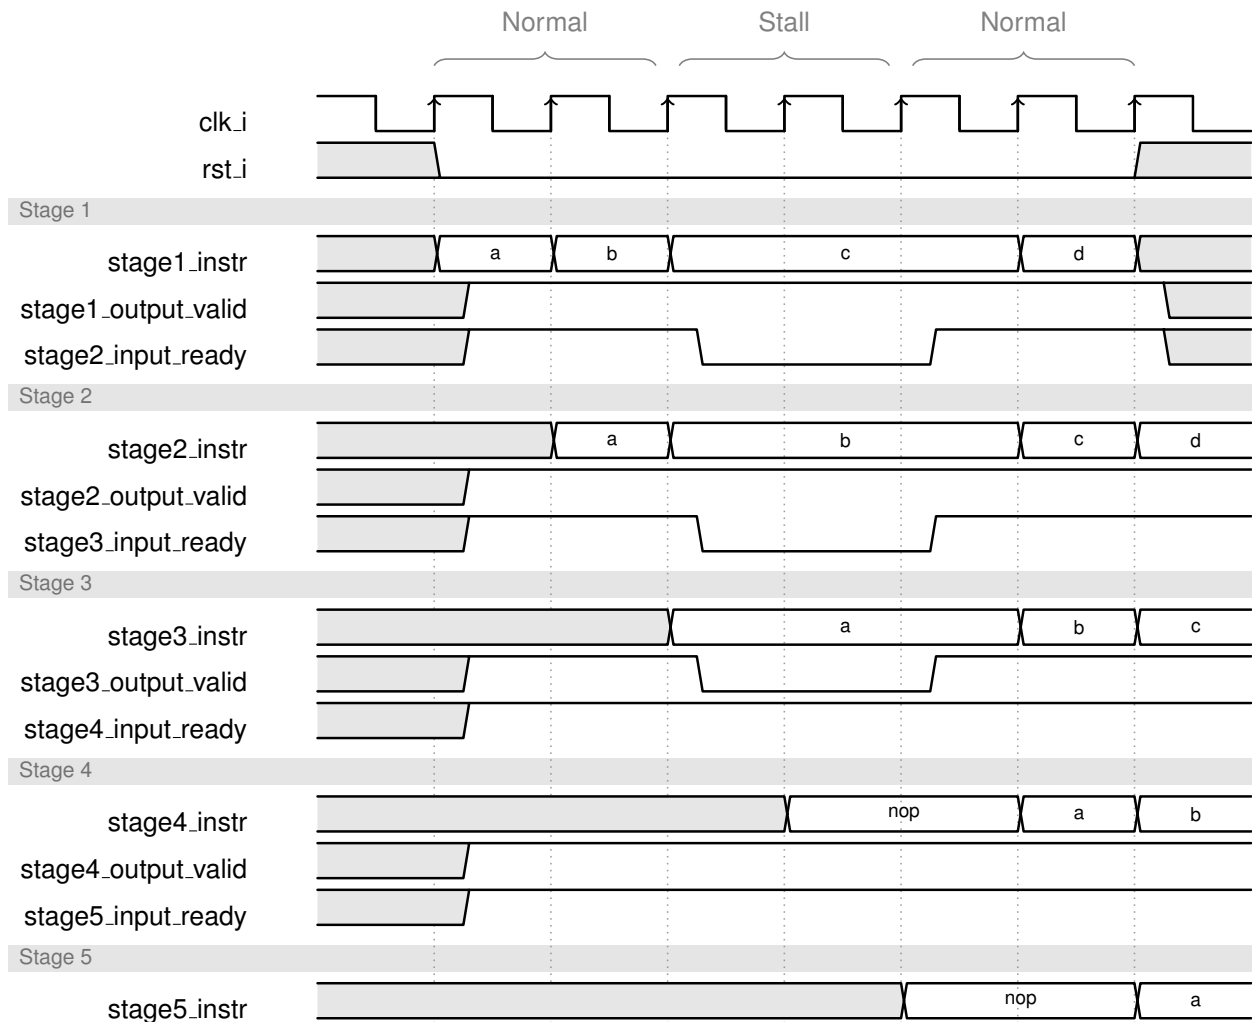 Normal Stall Normal
clk_i
rst_i
Stage 1
stage1_instr a b c d
stage1_output_valid
stage2_input_ready
Stage 2
stage2_instr a b c d
stage2_output_valid
stage3_input_ready
Stage 3
stage3_instr a b c
stage3_output_valid
stage4_input_ready
Stage 4
stage4_instr nop a b
stage4_output_valid
stage5_input_ready
Stage 5
stage5_instr nop a